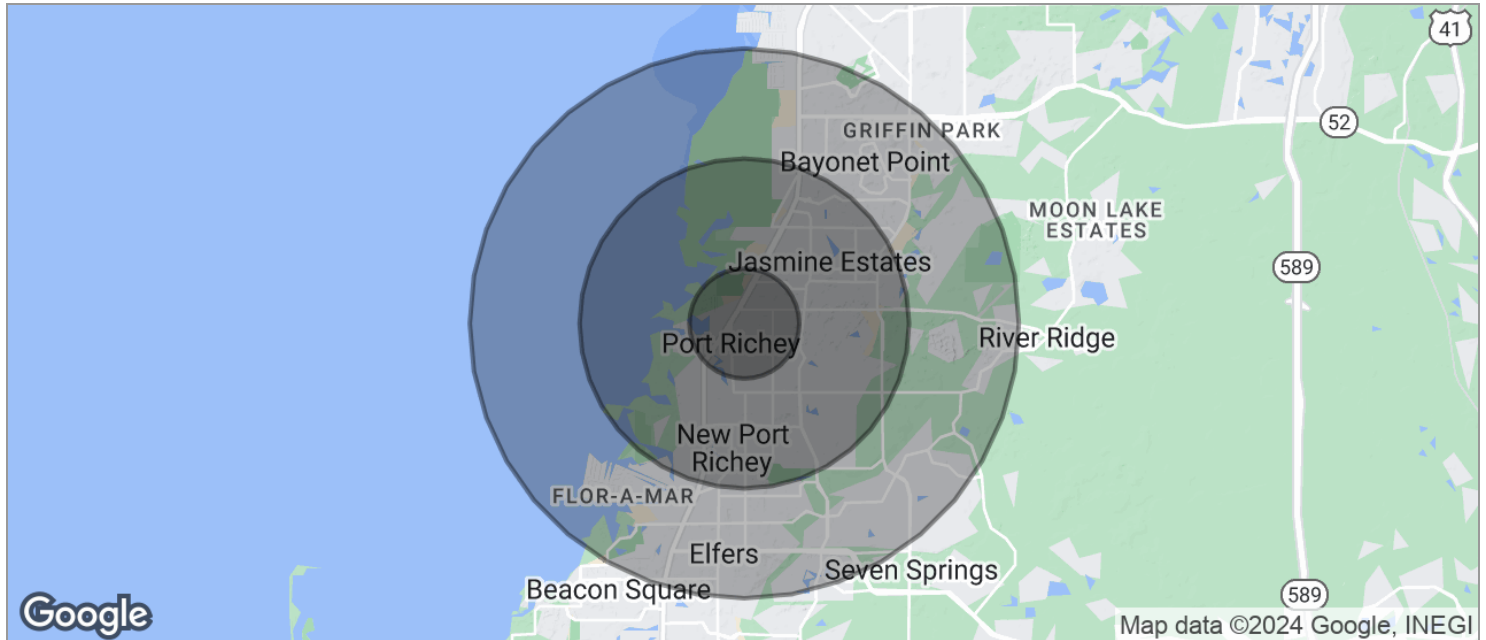 41
52
GRIFFIN PARK
Bayonet Point
MOON LAKE
ESTATES
Jasmine Estates
589
River Ridge
Port Richey
New Port
Richey
FLOR-A-MAR
Elfers
Seven Springs
Beacon Square
589
Google
Map data ©2024 Google, INEGI